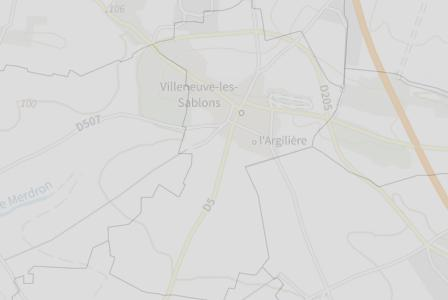 106
Villeneuve-les-
Sablons
100
D205
D507
l'Argilière
e Merdron
D5